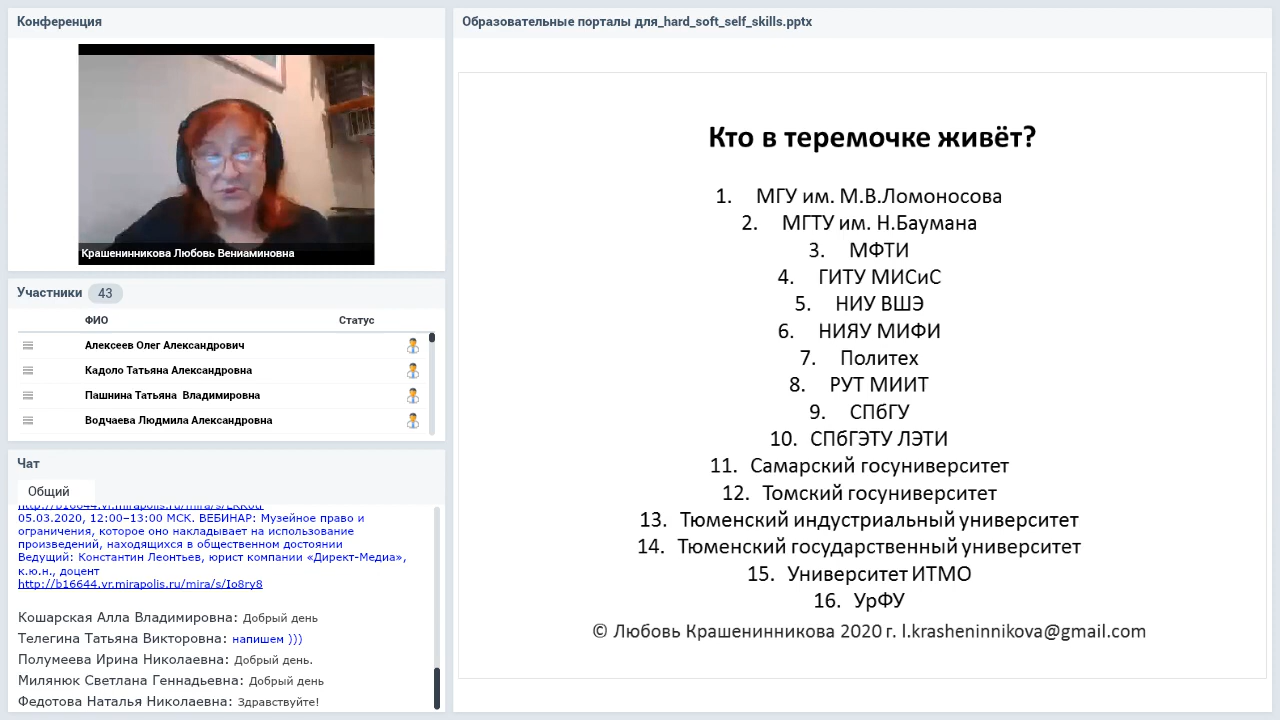 Конференция
Крашенинникова Любовь Вениаминовна
Участники 43
ФИО Статус
Алексеев Олег Александрович
Кадоло Татьяна Александровна
Пашнина Татьяна Владимировна
Водчаева Людмила Александровна
Чат
Общий
05.03.2020, 12:00–13:00 МСК. ВЕБИНАР: Музейное право и
ограничения, которое оно накладывает на использование
произведений, находящихся в общественном достоянии
Ведущий: Константин Леонтьев, юрист компании «Директ-Медиа»,
к.ю.н., доцент
http://b16644.vr.mirapolis.ru/mira/s/Io8ry8
Кошарская Алла Владимировна: Добрый день
Телегина Татьяна Викторовна: напишем )))
Полумеева Ирина Николаевна: Добрый день.
Милянюк Светлана Геннадьевна: Добрый день
Федотова Наталья Николаевна: Здравствуйте!
Образовательные порталы для_hard_soft_self_skills.pptx
Кто в теремочке живёт?
1. МГУ им. М.В.Ломоносова
2. МГТУ им. Н.Баумана
3. МФТИ
4. ГИТУ МИСиС
5. НИУ ВШЭ
6. НИЯУ МИФИ
7. Политех
8. РУТ МИИТ
9. СПбГУ
10. СПбГЭТУ ЛЭТИ
11. Самарский госуниверситет
12. Томский госуниверситет
13. Тюменский индустриальный университет
14. Тюменский государственный университет
15. Университет ИТМО
16. УрФУ
© Любовь Крашенинникова 2020 г. l.krasheninnikova@gmail.com